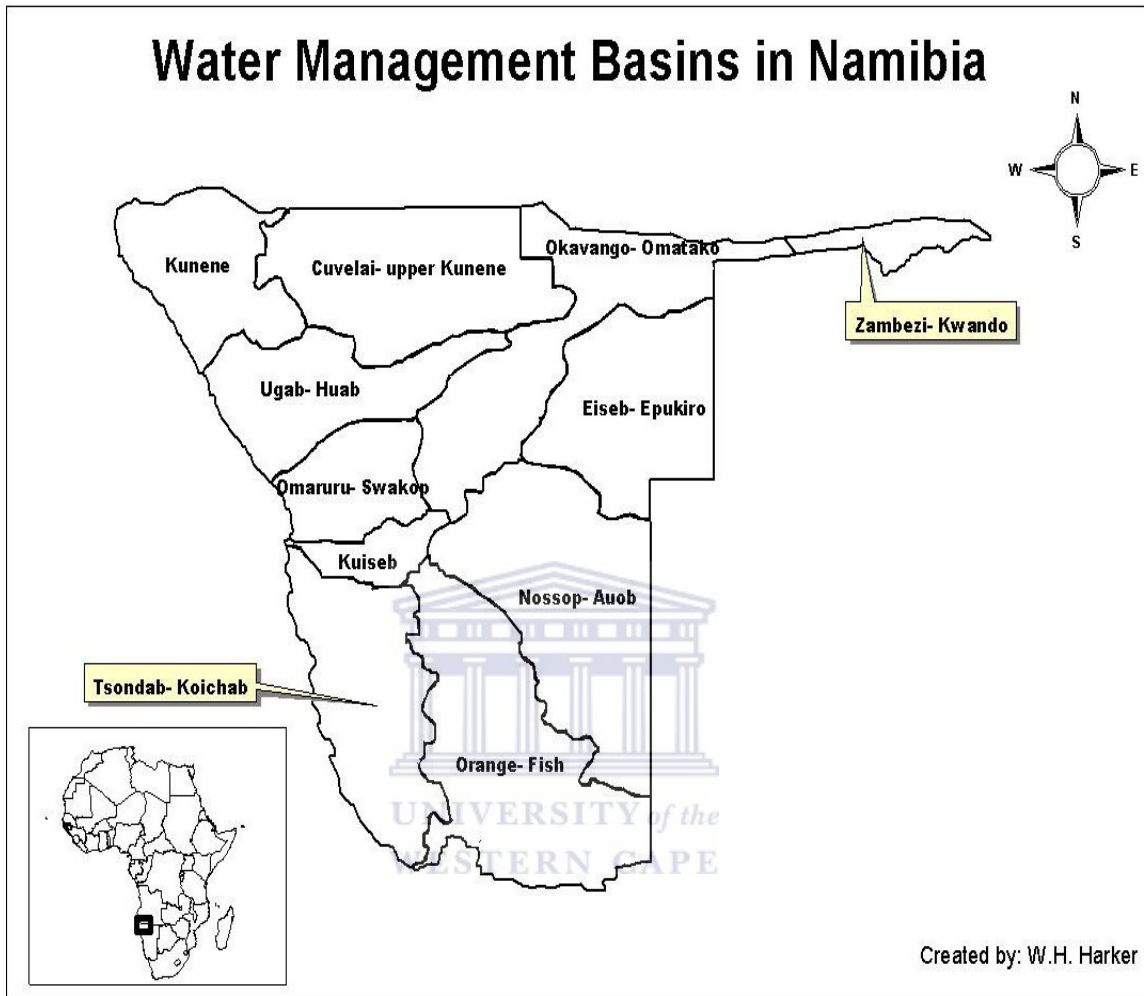 Water Management Basins in Namibia
N
W E
S
Kunene
Cuvelai- upper Kunene
Okavango- Omatako
Zambezi- Kwando
Ugab- Huab
Eiseb- Epukiro
Omaruru- Swakop
Kuiseb
Nossop- Auob
Tsondab- Koichab
Orange- Fish
UNIVERSITY of the
WESTERN CAPE
Created by: W.H. Harker